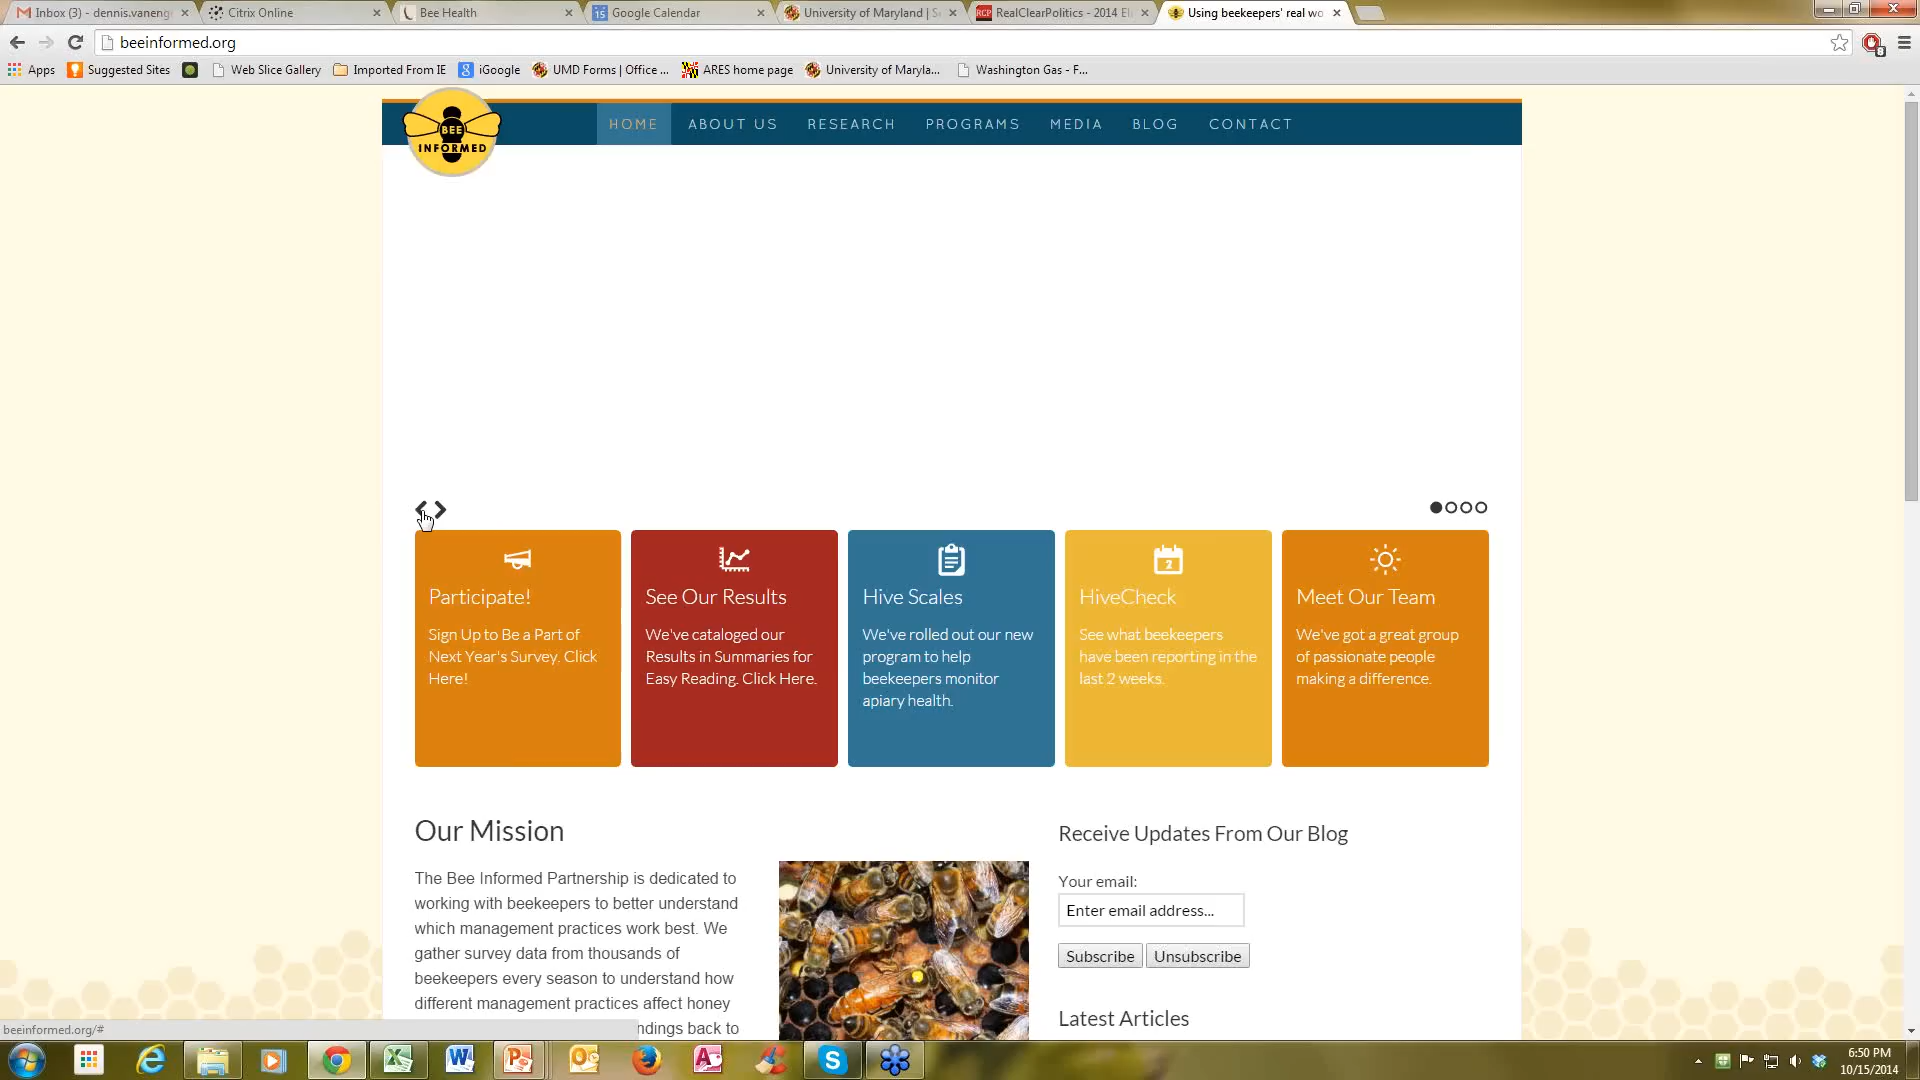 Inbox (3) - dennis.vaneng
Citrix Online
Bee Health
Google Calendar
University of Maryland | S
RealClearPolitics - 2014 El
Using beekeepers' real wo
beeinformed.org
Apps
Suggested Sites
Web Slice Gallery
Imported From IE
iGoogle
UMD Forms | Office ...
ARES home page
University of Maryla...
Washington Gas - F...
BEE
INFORMED
HOME
ABOUT US
RESEARCH
PROGRAMS
MEDIA
BLOG
CONTACT
Participate!
Sign Up to Be a Part of
Next Year's Survey. Click
Here!
See Our Results
We've cataloged our
Results in Summaries for
Easy Reading. Click Here.
Hive Scales
We've rolled out our new
program to help
beekeepers monitor
apiary health.
HiveCheck
See what beekeepers
have been reporting in the
last 2 weeks.
Meet Our Team
We've got a great group
of passionate people
making a difference.
Our Mission
The Bee Informed Partnership is dedicated to
working with beekeepers to better understand
which management practices work best. We
gather survey data from thousands of
beekeepers every season to understand how
different management practices affect honey
ndings back to
Receive Updates From Our Blog
Your email:
Enter email address...
Subscribe
Unsubscribe
Latest Articles
beeinformed.org/#
6:50 PM
10/15/2014